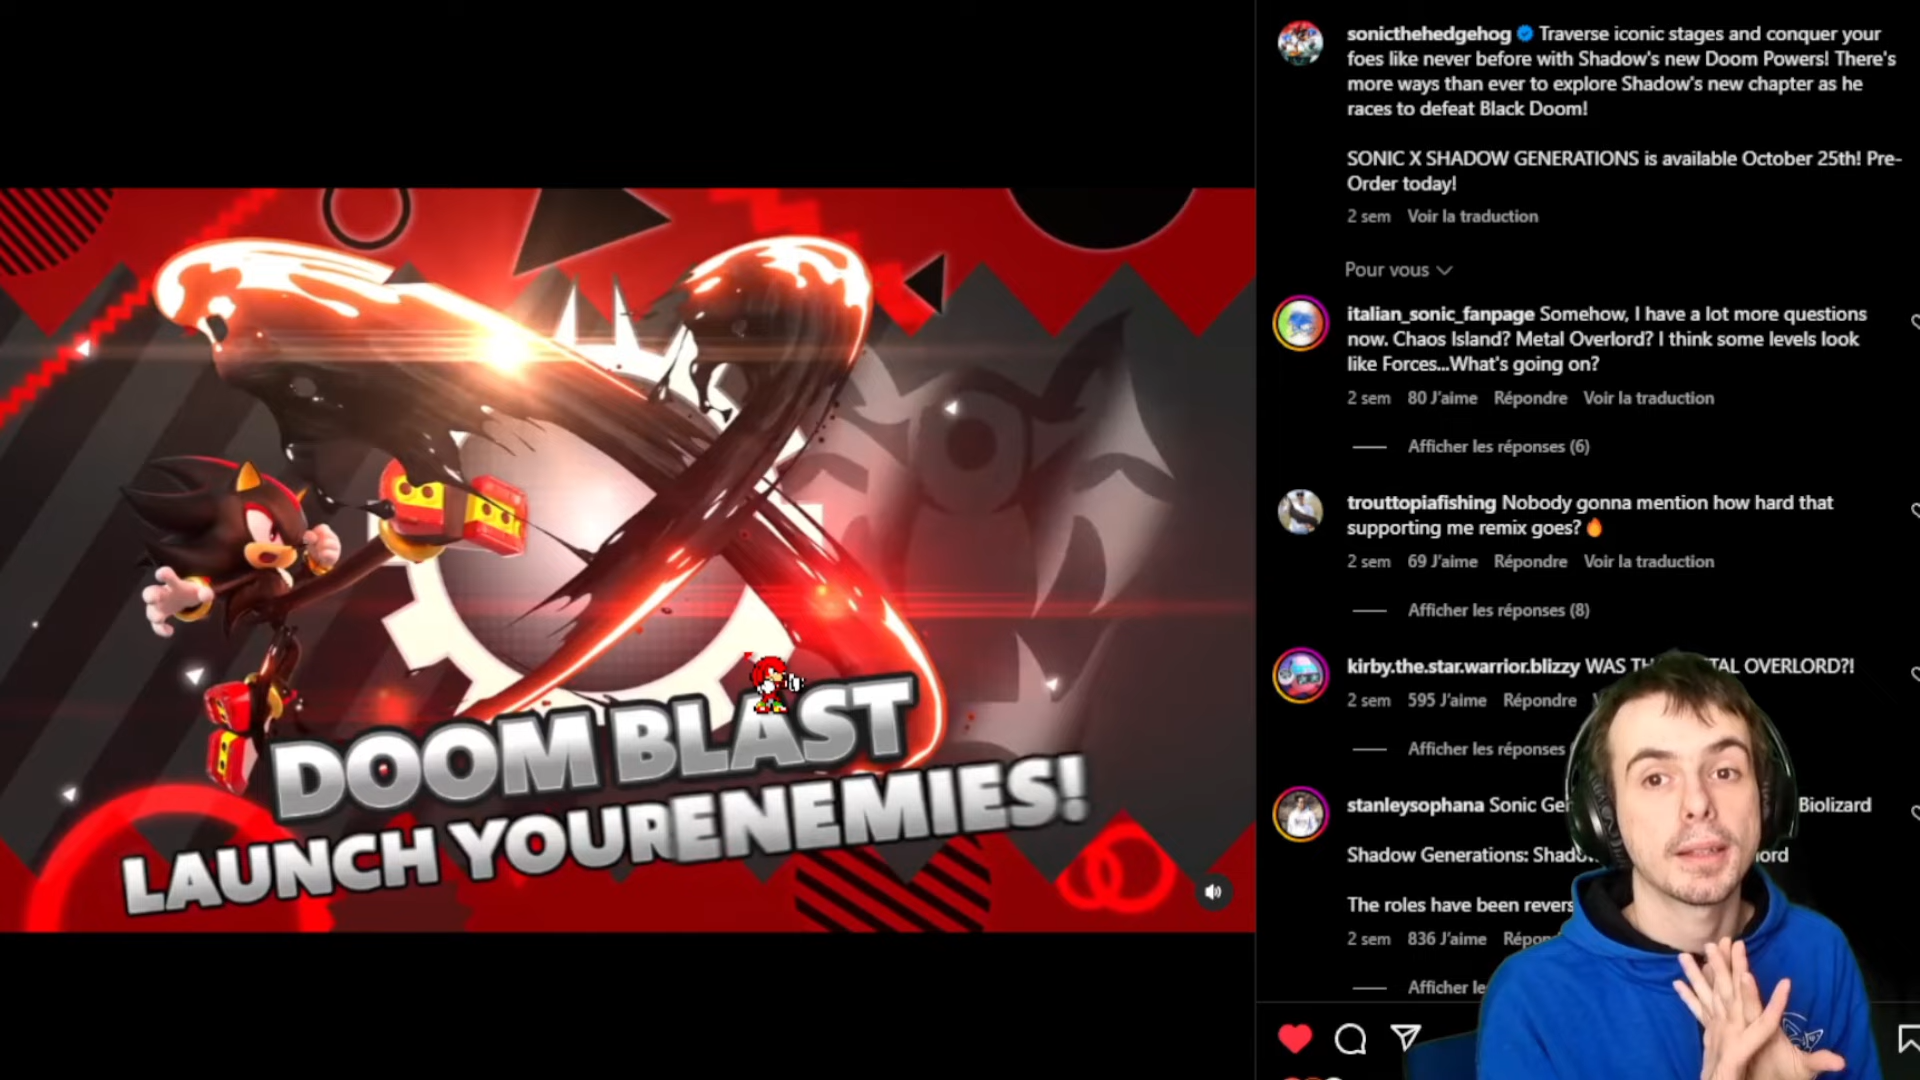 DOOM BLAST
LAUNCH YOUR ENEMIES!
sonicthehedgehog Traverse iconic stages and conquer your
foes like never before with Shadow's new Doom Powers! There's
more ways than ever to explore Shadow's new chapter as he
races to defeat Black Doom!
SONIC X SHADOW GENERATIONS is available October 25th! Pre-
Order today!
2 sem Voir la traduction
Pour vous
italian_sonic_fanpage Somehow, I have a lot more questions
now. Chaos Island? Metal Overlord? I think some levels look
like Forces...What's going on?
2 sem 80 J'aime Répondre Voir la traduction
Afficher les réponses (6)
trouttopiafishing Nobody gonna mention how hard that
supporting me remix goes?🔥
2 sem 69 J'aime Répondre Voir la traduction
Afficher les réponses (8)
kirby.the.star.warrior.blizzy WAS OVERLORD?!
2 sem 595 J'aime Répondre
Afficher les réponses
stanleysophana Sonic Biolizard
Shadow Generations:
The roles have been
2 sem 836 J'aime
Afficher